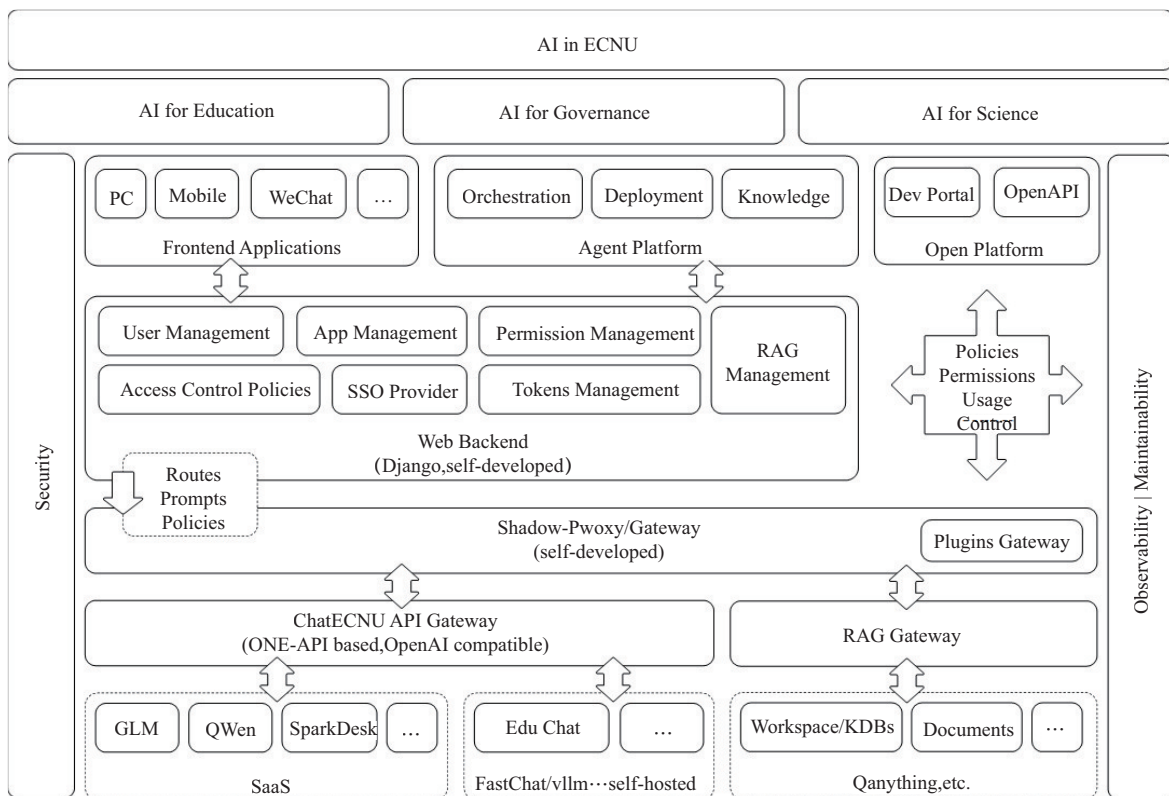 AI in ECNU
AI for Education
AI for Governance
AI for Science
Security
PC
Mobile
WeChat
…
Frontend Applications
Orchestration
Deployment
Knowledge
Agent Platform
Dev Portal
OpenAPI
Open Platform
User Management
App Management
Permission Management
RAG
Management
Access Control Policies
SSO Provider
Tokens Management
Web Backend
(Django,self-developed)
Policies
Permissions
Usage
Control
Routes
Prompts
Policies
Shadow-Pwoxy/Gateway
(self-developed)
Plugins Gateway
ChatECNU API Gateway
(ONE-API based,OpenAI compatible)
RAG Gateway
GLM
QWen
SparkDesk
…
SaaS
Edu Chat
…
FastChat/vllm…self-hosted
Workspace/KDBs
Documents
…
Qanything,etc.
Observability | Maintainability